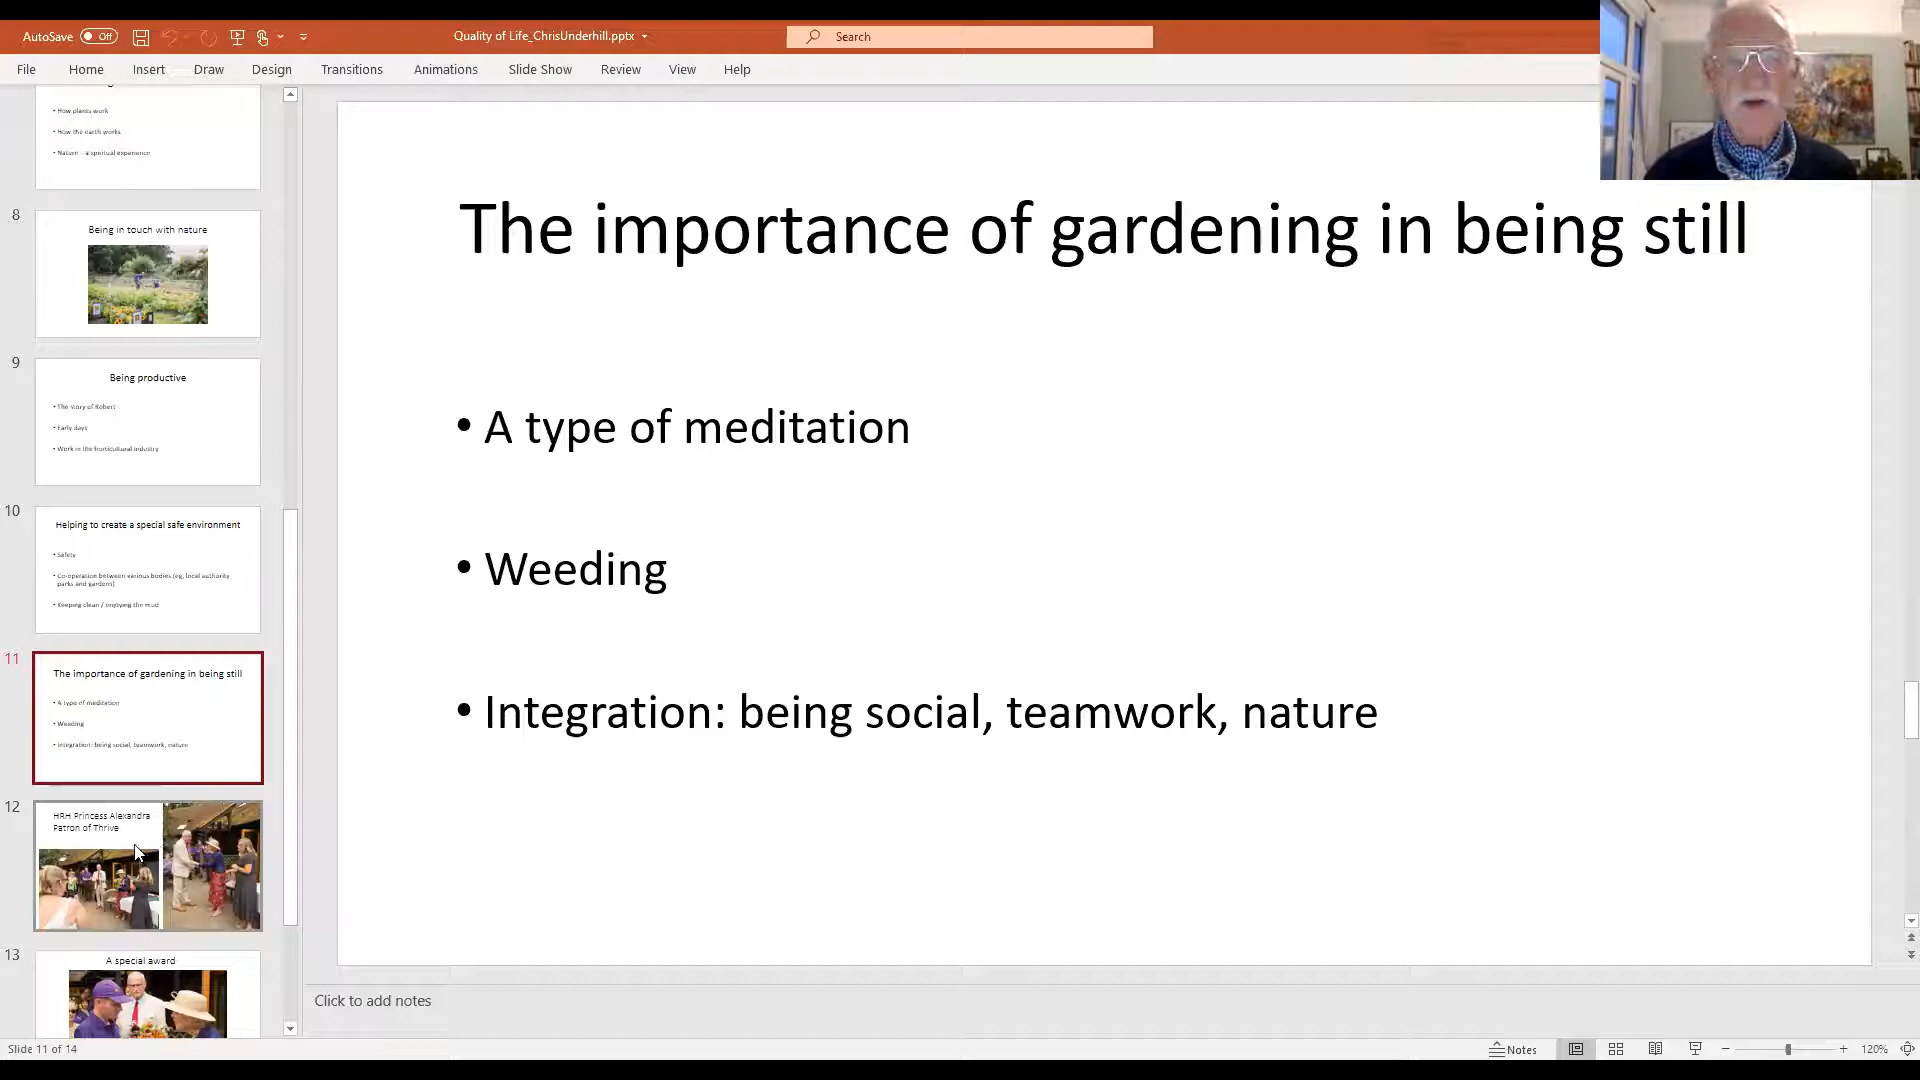 AutoSave Off
Quality of Life_ChrisUnderhill.pptx
Search
File Home Insert Draw Design Transitions Animations Slide Show Review View Help
• How plants work
• How the earth works
• Nature – a spiritual experience
8
Being in touch with nature
9
Being productive
• The story of Robert
• Early days
• Work in the horticultural industry
10
Helping to create a special safe environment
• Safety
• Co-operation between various bodies (eg, local authority
parks and gardens)
• Keeping clean / enjoying the mud
11
The importance of gardening in being still
• A type of meditation
• Weeding
• Integration: being social, teamwork, nature
12
HRH Princess Alexandra
Patron of Thrive
13
A special award
The importance of gardening in being still
• A type of meditation
• Weeding
• Integration: being social, teamwork, nature
Click to add notes
Slide 11 of 14
Notes
120%